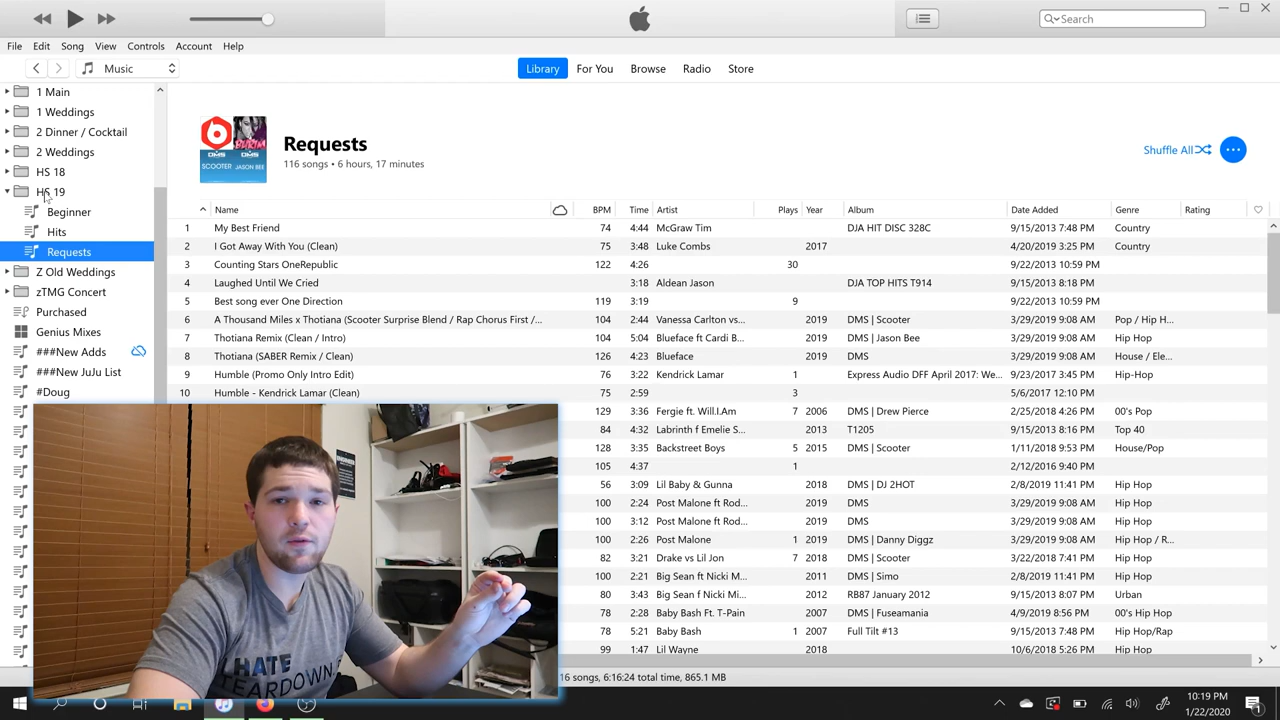 Search
File Edit Song View Controls Account Help
Music
Library For You Browse Radio Store
1 Main
1 Weddings
2 Dinner / Cocktail
2 Weddings
HS 18
HS 19
Beginner
Hits
Requests
Z Old Weddings
zTMG Concert
Purchased
Genius Mixes
###New Adds
###New JuJu List
#Doug
DMS DMS
SCOOTER JASON BEE
Requests
116 songs • 6 hours, 17 minutes
Shuffle All
Name BPM Time Artist Plays Year Album Date Added Genre Rating
1 My Best Friend 74 4:44 McGraw Tim DJA HIT DISC 328C 9/15/2013 7:48 PM Country
2 I Got Away With You (Clean) 75 3:48 Luke Combs 2017 4/20/2019 3:25 PM Country
3 Counting Stars OneRepublic 122 4:26 30 9/22/2013 10:59 PM
4 Laughed Until We Cried 3:18 Aldean Jason DJA TOP HITS T914 9/15/2013 8:18 PM
5 Best song ever One Direction 119 3:19 9 9/22/2013 10:59 PM
6 A Thousand Miles x Thotiana (Scooter Surprise Blend / Rap Chorus First /... 104 2:44 Vanessa Carlton vs... 2019 DMS | Scooter 3/29/2019 9:08 AM Pop / Hip H...
7 Thotiana Remix (Clean / Intro) 104 5:04 Blueface ft Cardi B... 2019 DMS | Jason Bee 3/29/2019 9:08 AM Hip Hop
8 Thotiana (SABER Remix / Clean) 126 4:23 Blueface 2019 DMS 3/29/2019 9:08 AM House / Ele...
9 Humble (Promo Only Intro Edit) 76 3:22 Kendrick Lamar 1 Express Audio DFF April 2017: We... 9/23/2017 3:45 PM Hip-Hop
10 Humble - Kendrick Lamar (Clean) 75 2:59 3 5/6/2017 12:10 PM
129 3:36 Fergie ft. Will.I.Am 7 2006 DMS | Drew Pierce 2/25/2018 4:26 PM 00's Pop
84 4:32 Labrinth f Emelie S... 2013 T1205 9/15/2013 8:16 PM Top 40
128 3:35 Backstreet Boys 5 2015 DMS | Scooter 1/11/2018 9:53 PM House/Pop
105 4:37 1 2/12/2016 9:40 PM
56 3:09 Lil Baby & Gunna 2018 DMS | DJ 2HOT 2/8/2019 11:41 PM Hip Hop
100 2:24 Post Malone ft Rod... 2019 DMS 3/29/2019 9:08 AM Hip Hop
100 3:12 Post Malone ft Rod... 2019 DMS 3/29/2019 9:08 AM Hip Hop
100 2:26 Post Malone 1 2019 DMS | Danny Diggz 3/29/2019 9:08 AM Hip Hop / R...
82 3:21 Drake vs Lil Jon 7 2018 DMS | Scooter 3/22/2018 7:41 PM Hip Hop
100 2:21 Big Sean ft Nicki M... 2011 DMS | Simo 2/8/2019 11:41 PM Hip Hop
80 3:43 Big Sean f Nicki M... 2012 RB87 January 2012 9/15/2013 8:07 PM Urban
78 2:28 Baby Bash Ft. T-Pain 2007 DMS | Fuseamania 4/9/2019 8:56 PM 00's Hip Hop
78 5:21 Baby Bash 1 2007 Full Tilt #13 9/15/2013 7:48 PM Hip Hop/Rap
99 1:47 Lil Wayne 2018 10/6/2018 5:26 PM Hip Hop
16 songs, 6:16:24 total time, 865.1 MB
I HATE
TEARDOWN
10:19 PM
1/22/2020